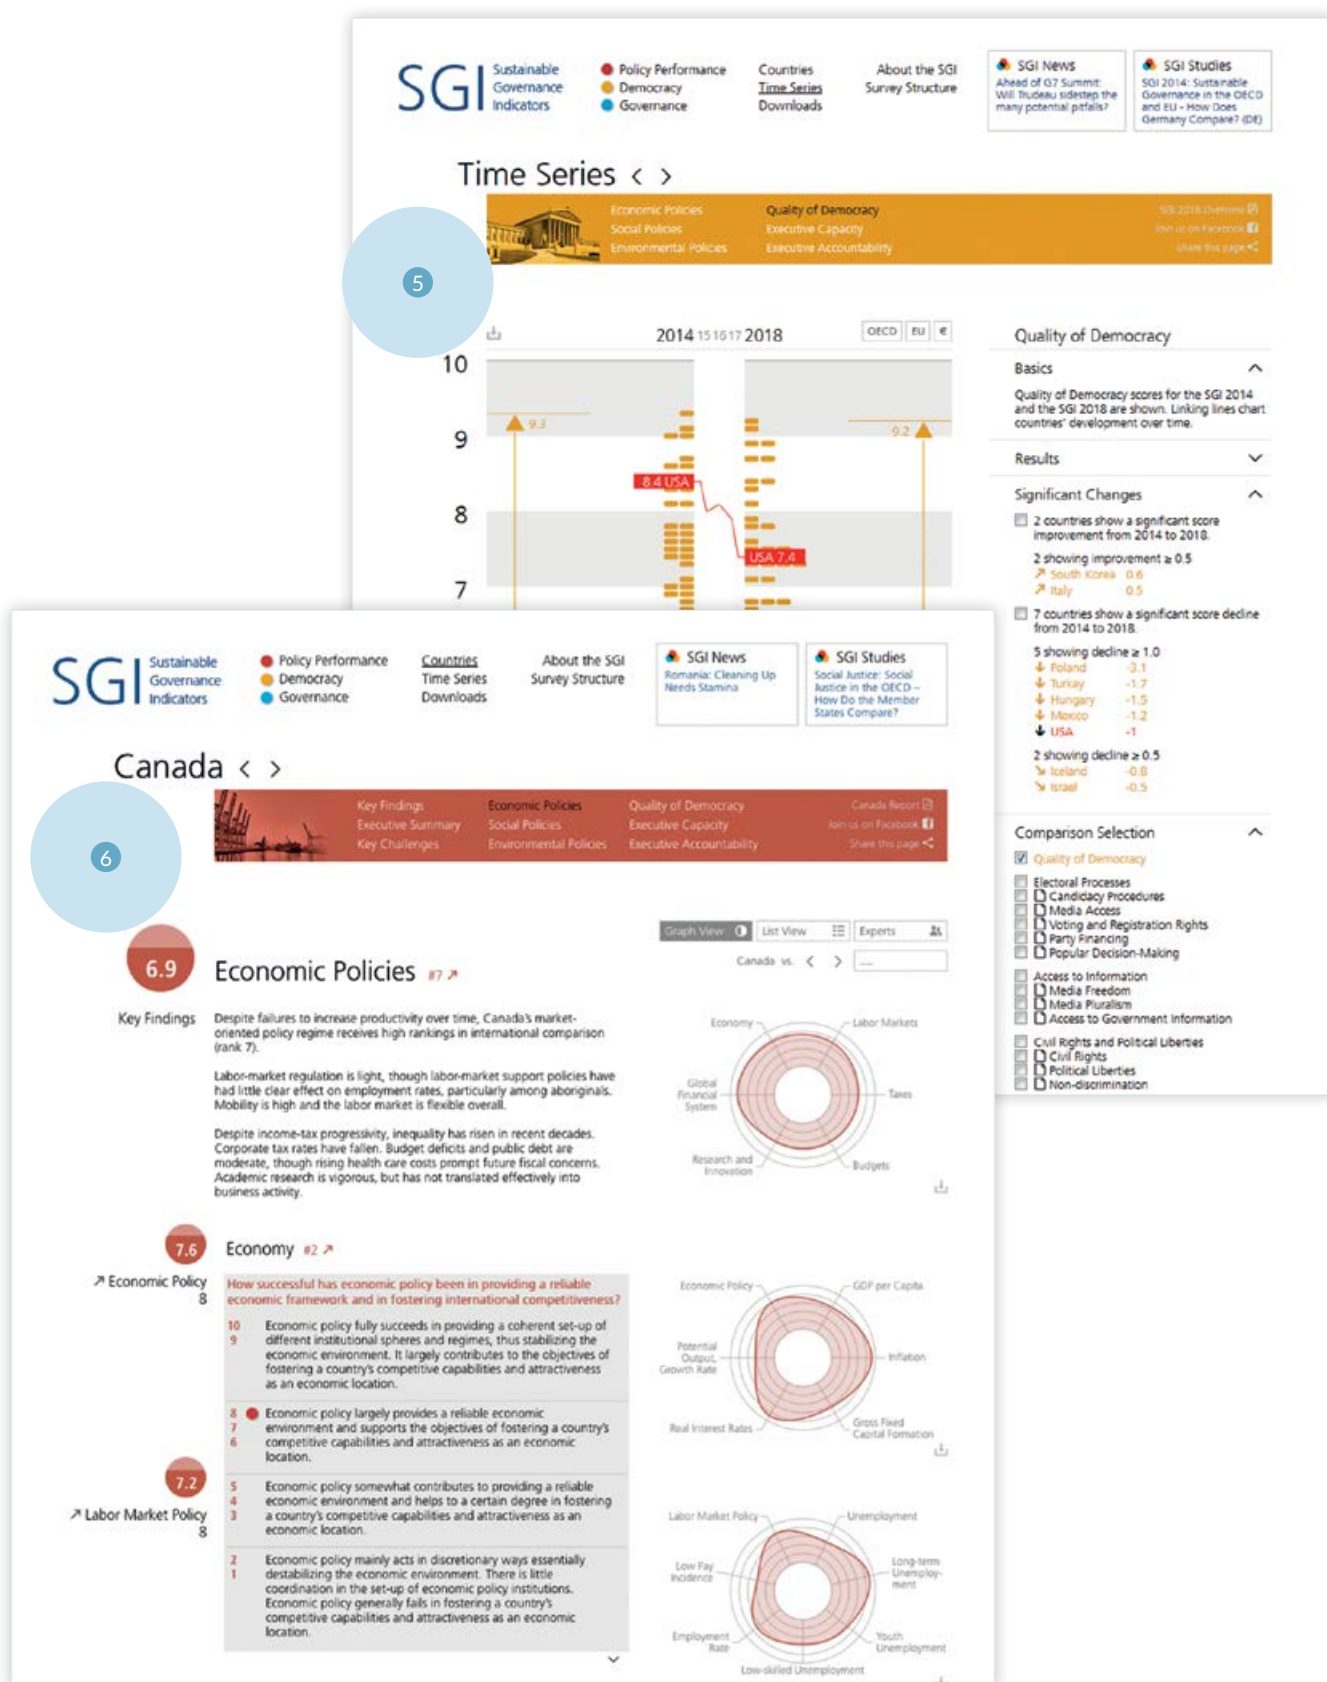 SGI
Sustainable
Governance
Indicators
Policy Performance
Democracy
Governance
Countries
Time Series
Downloads
About the SGI
Survey Structure
SGI News
Ahead of G7 Summit:
Will Trudeau sidestep the
many potential pitfalls?
SGI Studies
SGI 2014: Sustainable
Governance in the OECD
and EU – How Does
Germany Compare? (DE)
Time Series < >
Economic Policies
Social Policies
Environmental Policies
Quality of Democracy
Executive Capacity
Executive Accountability
SGI 2018 Overview
Join us on Facebook
Share this page
5
2014 15 16 17 2018
OECD EU €
10
9
8
7
9.3
9.2
8.4 USA
USA 7.4
Quality of Democracy
Basics
Quality of Democracy scores for the SGI 2014
and the SGI 2018 are shown. Linking lines chart
countries' development over time.
Results
Significant Changes
2 countries show a significant score
improvement from 2014 to 2018.
2 showing improvement ≥ 0.5
South Korea 0.6
Italy 0.5
7 countries show a significant score decline
from 2014 to 2018.
5 showing decline ≥ 1.0
Poland -3.1
Turkey -1.7
Hungary -1.5
Mexico -1.2
USA -1
2 showing decline ≥ 0.5
Iceland -0.8
Israel -0.5
Comparison Selection
Quality of Democracy
Electoral Processes
Candidacy Procedures
Media Access
Voting and Registration Rights
Party Financing
Popular Decision-Making
Access to Information
Media Freedom
Media Pluralism
Access to Government Information
Civil Rights and Political Liberties
Civil Rights
Political Liberties
Non-discrimination
SGI
Sustainable
Governance
Indicators
Policy Performance
Democracy
Governance
Countries
Time Series
Downloads
About the SGI
Survey Structure
SGI News
Romania: Cleaning Up
Needs Stamina
SGI Studies
Social Justice: Social
Justice in the OECD –
How Do the Member
States Compare?
Canada < >
Key Findings
Executive Summary
Key Challenges
Economic Policies
Social Policies
Environmental Policies
Quality of Democracy
Executive Capacity
Executive Accountability
Canada Report
Join us on Facebook
Share this page
6
Graph View
List View
Experts
Canada vs. < > ....
6.9
Economic Policies #7
Key Findings
Despite failures to increase productivity over time, Canada's market-
oriented policy regime receives high rankings in international comparison
(rank 7).
Labor-market regulation is light, though labor-market support policies have
had little clear effect on employment rates, particularly among aboriginals.
Mobility is high and the labor market is flexible overall.
Despite income-tax progressivity, inequality has risen in recent decades.
Corporate tax rates have fallen. Budget deficits and public debt are
moderate, though rising health care costs prompt future fiscal concerns.
Academic research is vigorous, but has not translated effectively into
business activity.
Economy
Labor Markets
Global
Financial
System
Taxes
Research and
Innovation
Budgets
7.6
Economy #2
Economic Policy
8
How successful has economic policy been in providing a reliable
economic framework and in fostering international competitiveness?
10
9
Economic policy fully succeeds in providing a coherent set-up of
different institutional spheres and regimes, thus stabilizing the
economic environment. It largely contributes to the objectives of
fostering a country's competitive capabilities and attractiveness
as an economic location.
8
7
6
Economic policy largely provides a reliable economic
environment and supports the objectives of fostering a country's
competitive capabilities and attractiveness as an economic
location.
7.2
Labor Market Policy
8
5
4
3
Economic policy somewhat contributes to providing a reliable
economic environment and helps to a certain degree in fostering
a country's competitive capabilities and attractiveness as an
economic location.
2
1
Economic policy mainly acts in discretionary ways essentially
destabilizing the economic environment. There is little
coordination in the set-up of economic policy institutions.
Economic policy generally fails in fostering a country's
competitive capabilities and attractiveness as an economic
location.
Economic Policy
GDP per Capita
Potential
Output,
Growth Rate
Inflation
Real Interest Rates
Gross Fixed
Capital Formation
Labor Market Policy
Unemployment
Low Pay
Incidence
Long-term
Unemploy-
ment
Employment
Rate
Youth
Unemployment
Low-skilled Unemployment